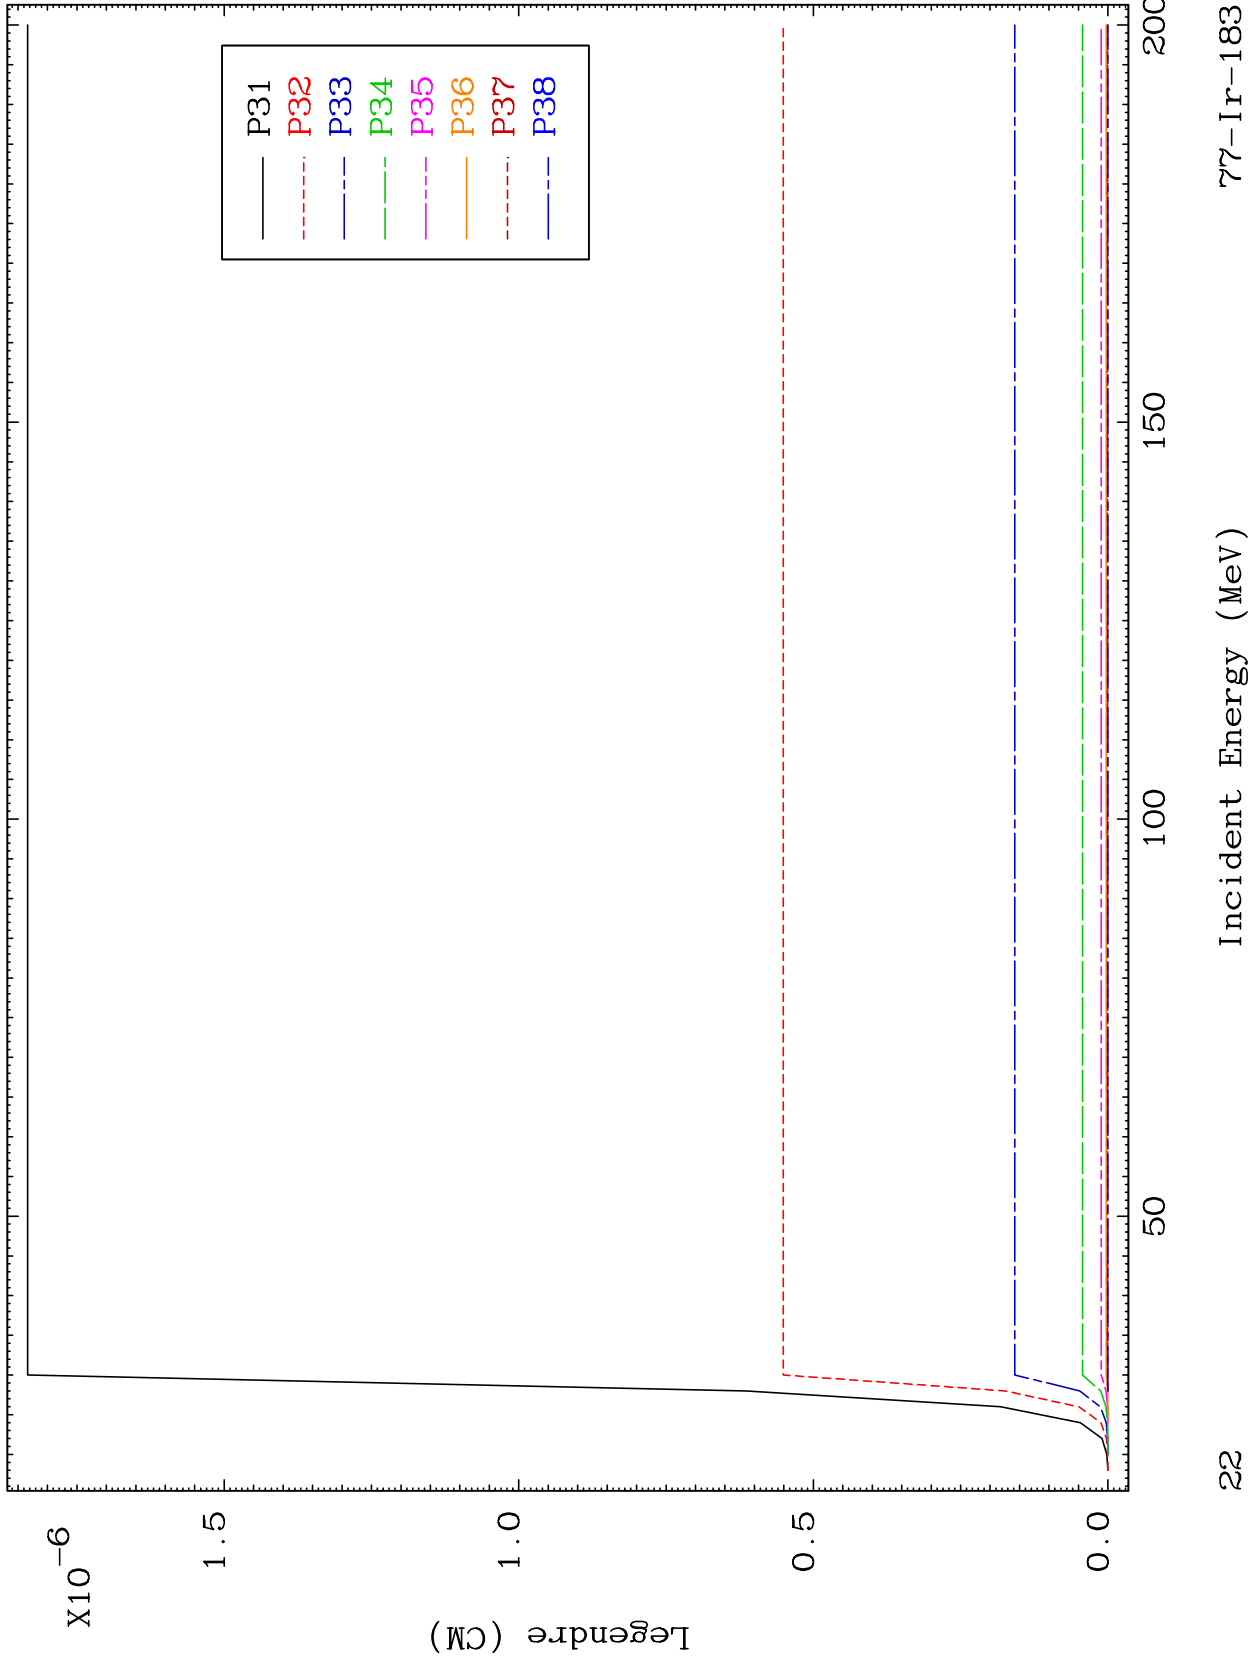 X10⁻⁶
1.5
1.0
0.5
0.0
Legendre (CM)
P31
P32
P33
P34
P35
P36
P37
P38
50
100
150
200
22
Incident Energy (MeV)
77-Ir-183